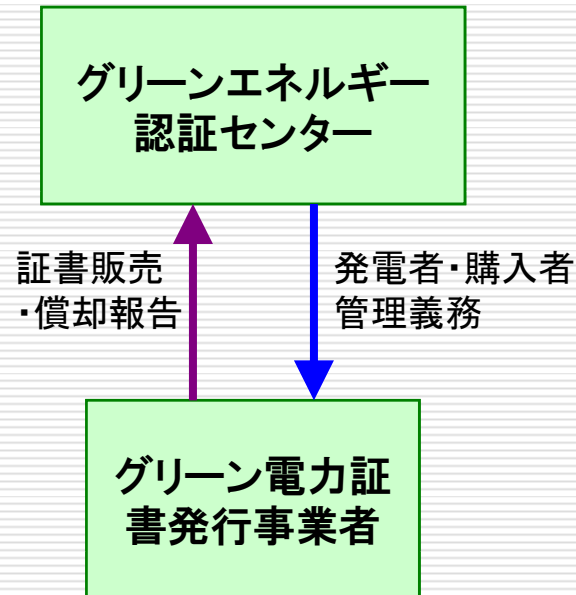 グリーンエネルギー
認証センター
証書販売
・償却報告
発電者・購入者
管理義務
グリーン電力証
書発行事業者